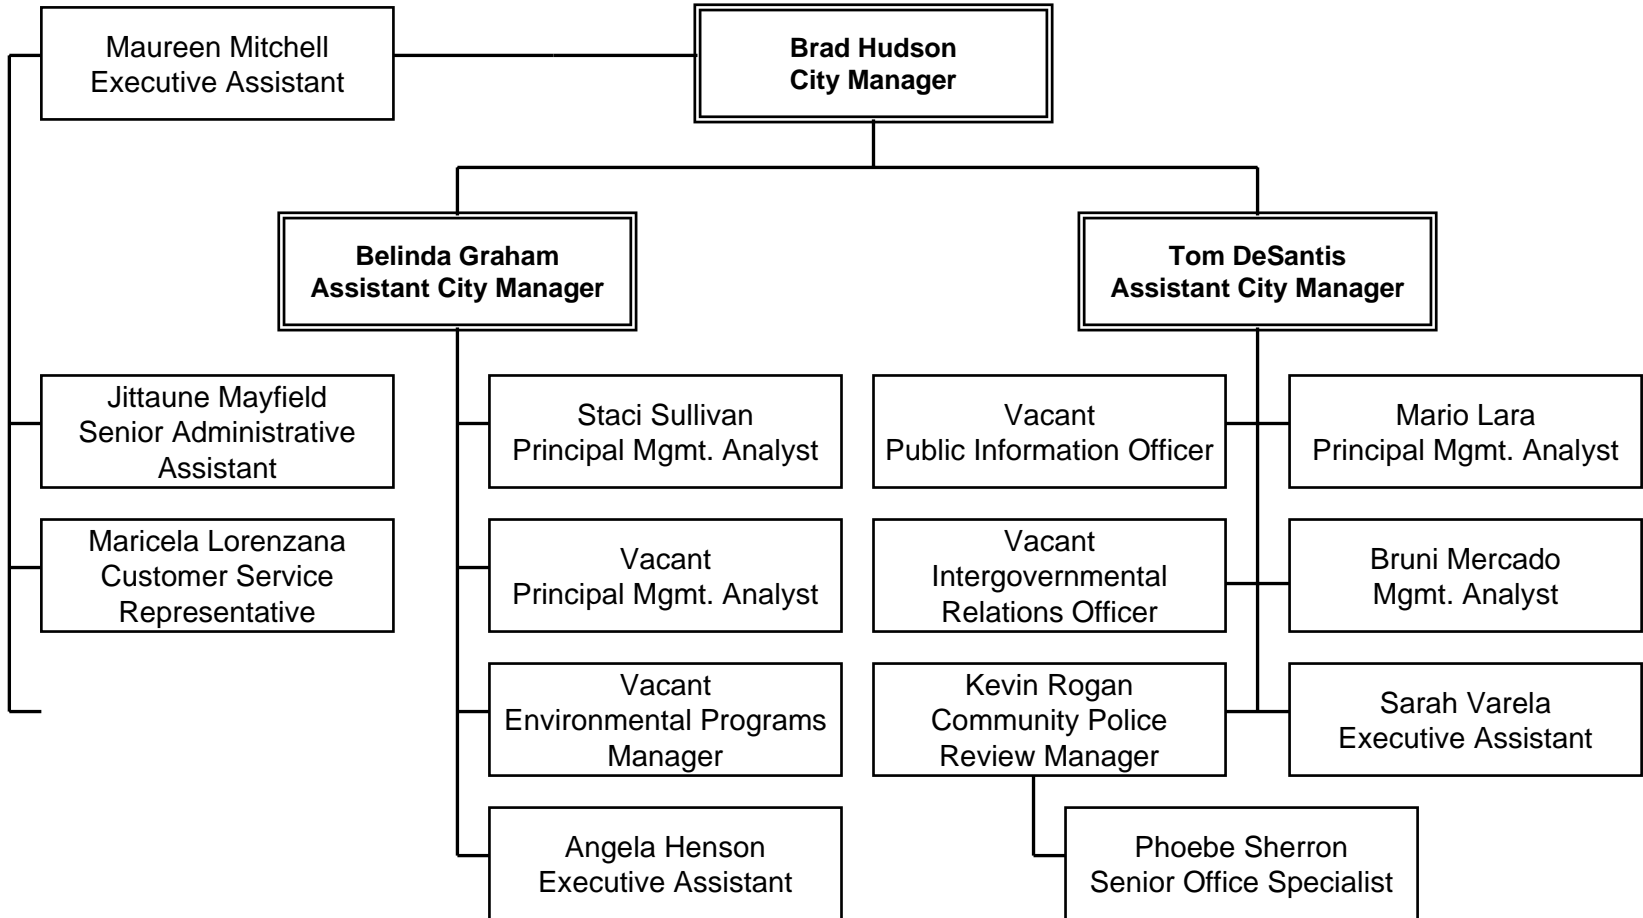 Maureen Mitchell
Executive Assistant
Brad Hudson
City Manager
Belinda Graham
Assistant City Manager
Tom DeSantis
Assistant City Manager
Jittaune Mayfield
Senior Administrative
Assistant
Staci Sullivan
Principal Mgmt. Analyst
Vacant
Public Information Officer
Mario Lara
Principal Mgmt. Analyst
Maricela Lorenzana
Customer Service
Representative
Vacant
Principal Mgmt. Analyst
Vacant
Intergovernmental
Relations Officer
Bruni Mercado
Mgmt. Analyst
Vacant
Environmental Programs
Manager
Kevin Rogan
Community Police
Review Manager
Sarah Varela
Executive Assistant
Angela Henson
Executive Assistant
Phoebe Sherron
Senior Office Specialist